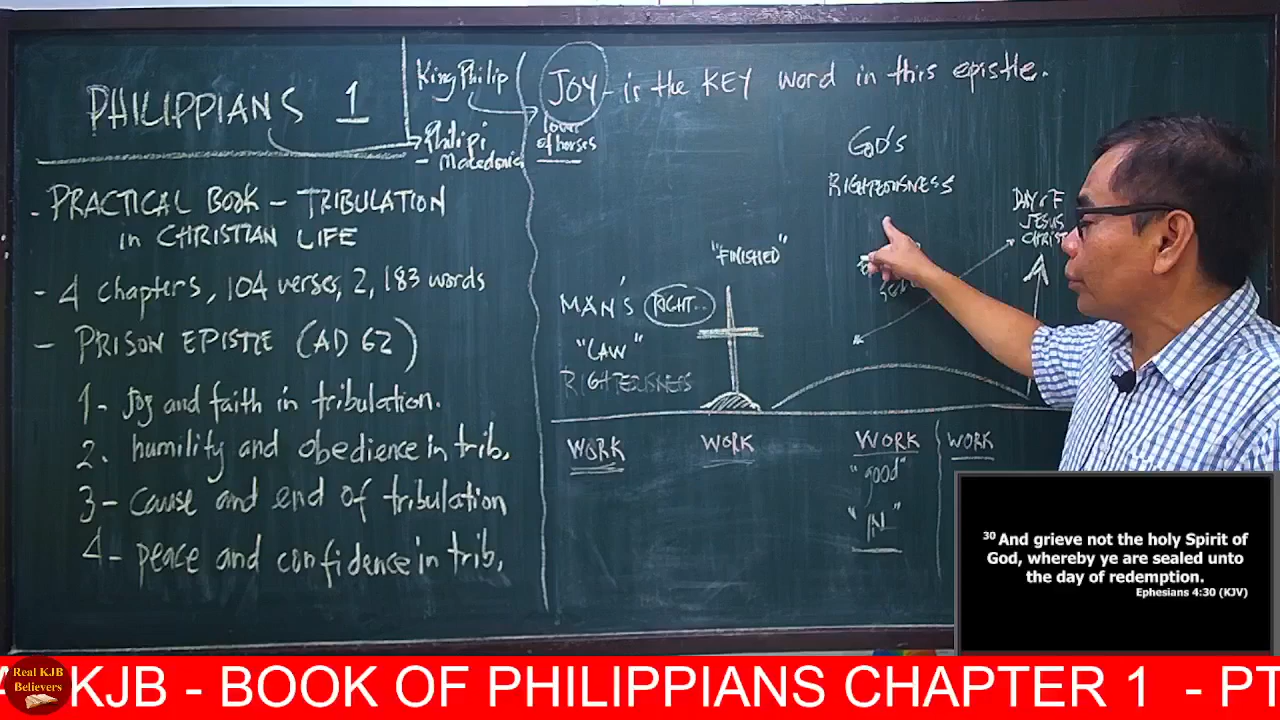 PHILIPPIANS 1
King Philip
lover
of horses
Philipi
- Macedonia
- PRACTICAL BOOK - TRIBULATION
in CHRISTIAN LIFE
- 4 chapters, 104 verses, 2,183 words
- PRISON EPISTLE (AD 62)
1 - Joy and faith in tribulation.
2. humility and obedience in trib.
3 - cause and end of tribulation
4 - peace and confidence in trib.
JOY - is the KEY word in this epistle.
God's
RIGHTEOUSNESS
DAY OF
JESUS
CHRIST
"FINISHED"
MAN'S RIGHT..
"LAW"
RIGHTEOUSNESS
WORK WORK WORK WORK
"good"
"IN"
30 And grieve not the holy Spirit of
God, whereby ye are sealed unto
the day of redemption.
Ephesians 4:30 (KJV)
Real KJB
Believers
KJB - BOOK OF PHILIPPIANS CHAPTER 1 - PT